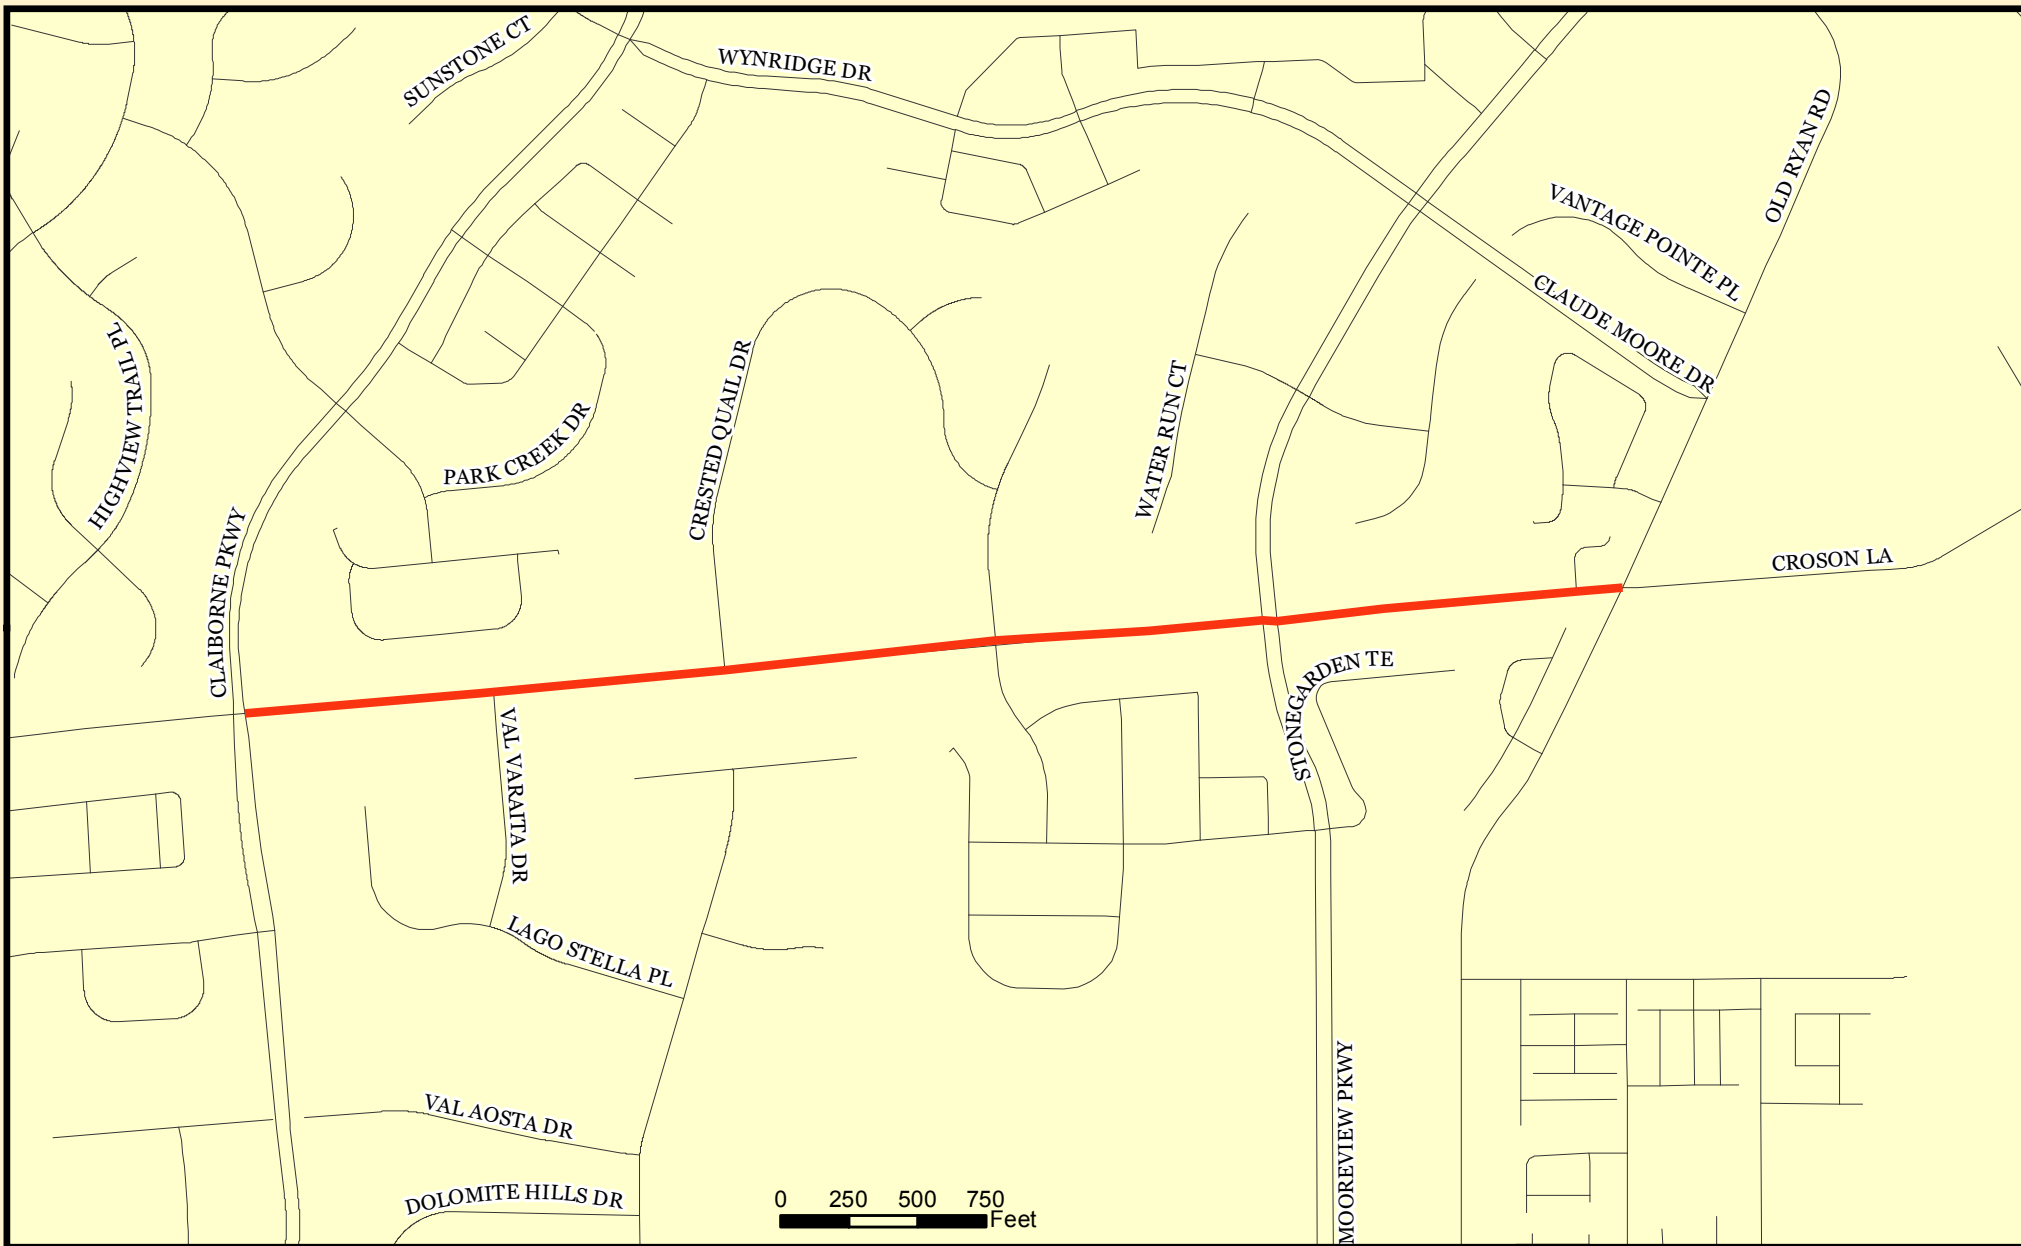 SUNSTONE CT
WYNRIDGE DR
OLD RYAN RD
VANTAGE POINTE PL
CLAUDE MOORE DR
HIGHVIEW TRAIL PL
CRESTED QUAIL DR
WATER RUN CT
PARK CREEK DR
CLAIBORNE PKWY
CROSON LA
STONEGARDEN TE
VAL VARAITA DR
LAGO STELLA PL
VAL AOSTA DR
MOOREVIEW PKWY
DOLOMITE HILLS DR
0 250 500 750
Feet